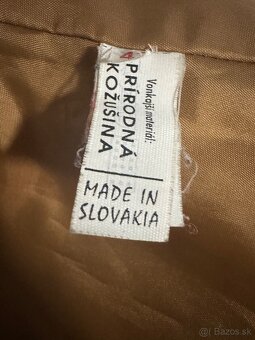 Vonkajší materiál:
PRÍRODNÁ
KOŽUŠINA
MADE IN
SLOVAKIA
Bazos.sk